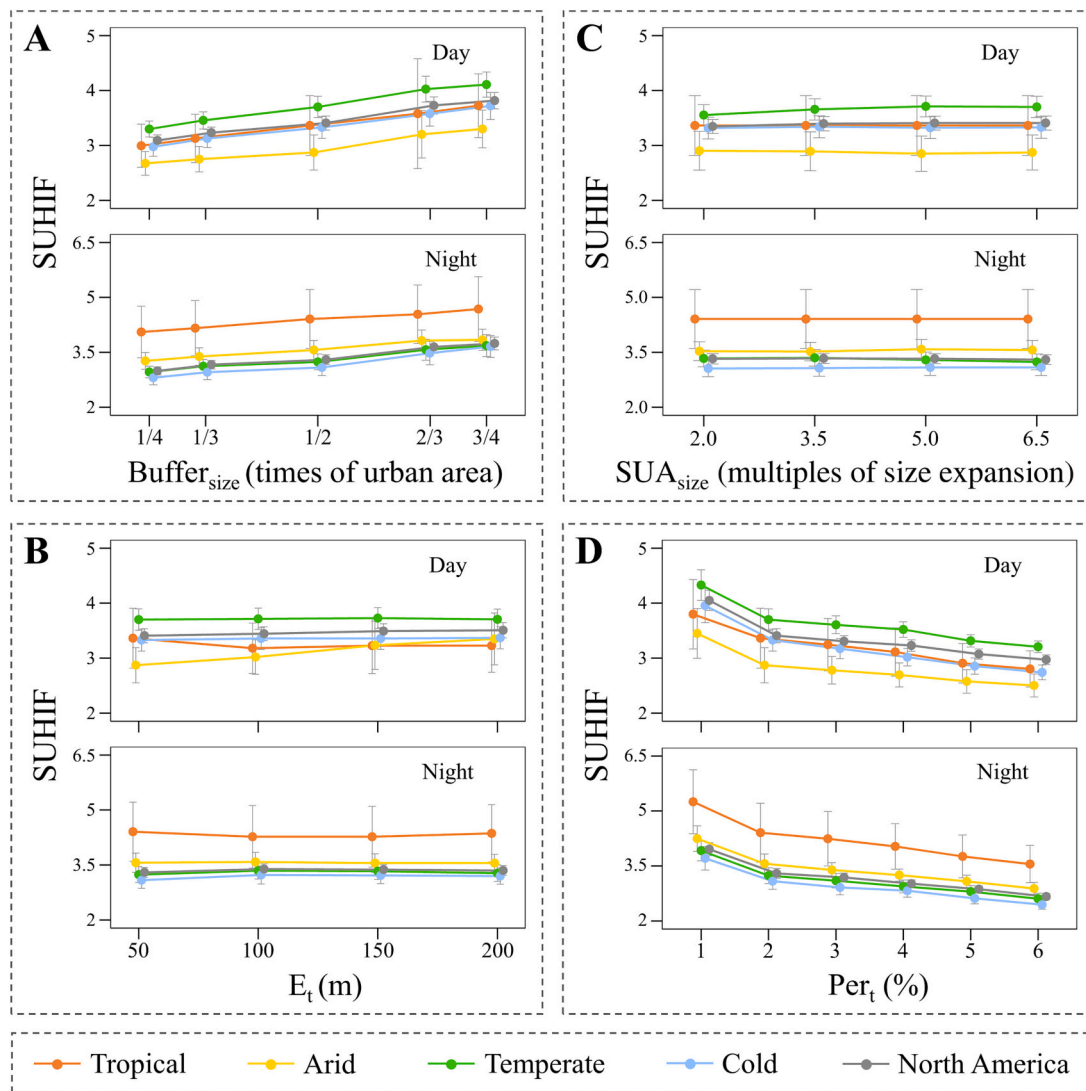 A
Day
5
4
3
2
SUHIF
Night
6.5
5.0
3.5
2
1/4 1/3 1/2 2/3 3/4
Buffersize (times of urban area)
C
Day
5
4
3
2
SUHIF
Night
6.5
5.0
3.5
2.0
2.0 3.5 5.0 6.5
SUAsize (multiples of size expansion)
B
Day
5
4
3
2
SUHIF
Night
6.5
5
3.5
2
50 100 150 200
Et (m)
D
Day
5
4
3
2
SUHIF
Night
6.5
5
3.5
2
1 2 3 4 5 6
Pert (%)
Tropical Arid Temperate Cold North America